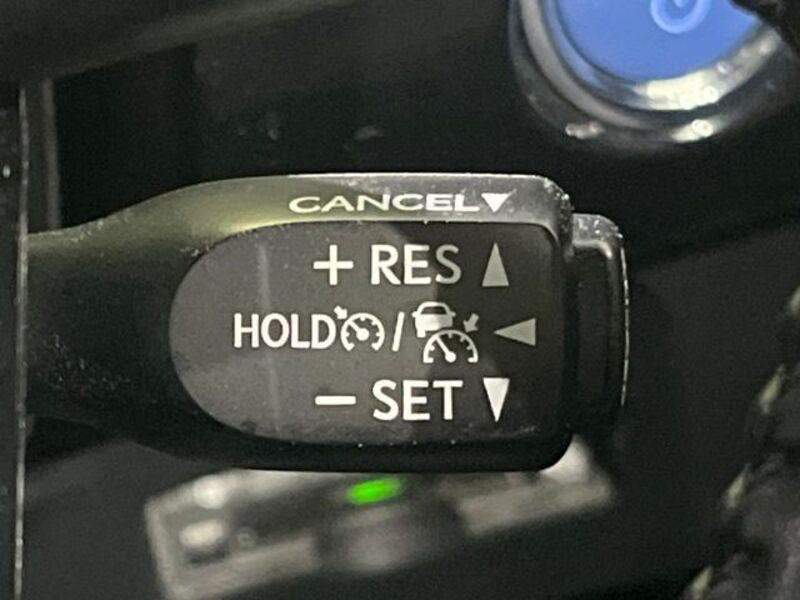 CANCEL▼
+ RES ▲
HOLD / ◀
− SET ▼